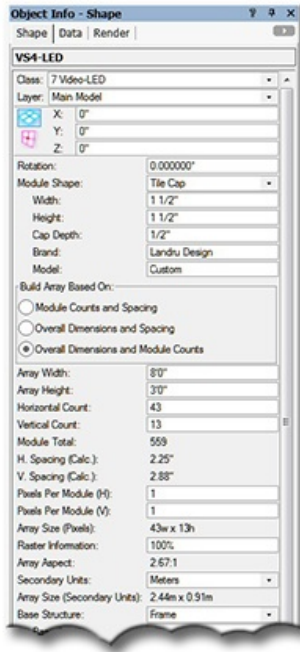 Object Info - Shape
Shape Data Render
VS4-LED
Class: 7 Video-LED
Layer: Main Model
X: 0"
Y: 0"
Z: 0"
Rotation: 0.000000°
Module Shape: Tile Cap
Width: 1 1/2"
Height: 1 1/2"
Cap Depth: 1/2"
Brand: Landru Design
Model: Custom
Build Array Based On:
Module Counts and Spacing
Overall Dimensions and Spacing
Overall Dimensions and Module Counts
Array Width: 8'0"
Array Height: 3'0"
Horizontal Count: 43
Vertical Count: 13
Module Total: 559
H. Spacing (Calc.): 2.25"
V. Spacing (Calc.): 2.88"
Pixels Per Module (H): 1
Pixels Per Module (V): 1
Array Size (Pixels): 43w x 13h
Raster Information: 100%
Array Aspect: 2.67:1
Secondary Units: Meters
Array Size (Secondary Units): 2.44m x 0.91m
Base Structure: Frame